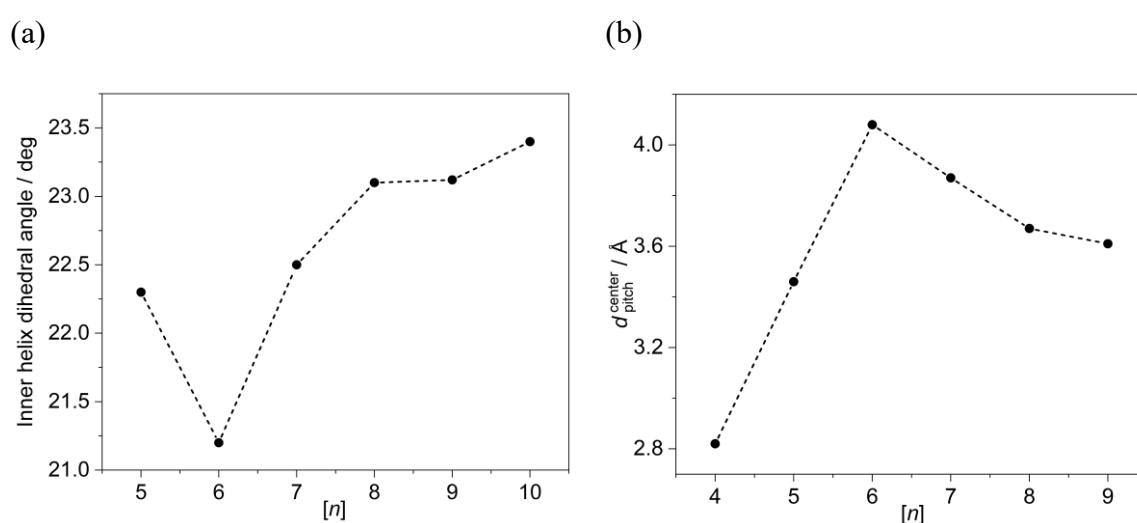 (a)
Inner helix dihedral angle / deg
23.5
23.0
22.5
22.0
21.5
21.0
5 6 7 8 9 10
[n]
(b)
d center pitch / Å
4.0
3.6
3.2
2.8
4 5 6 7 8 9
[n]